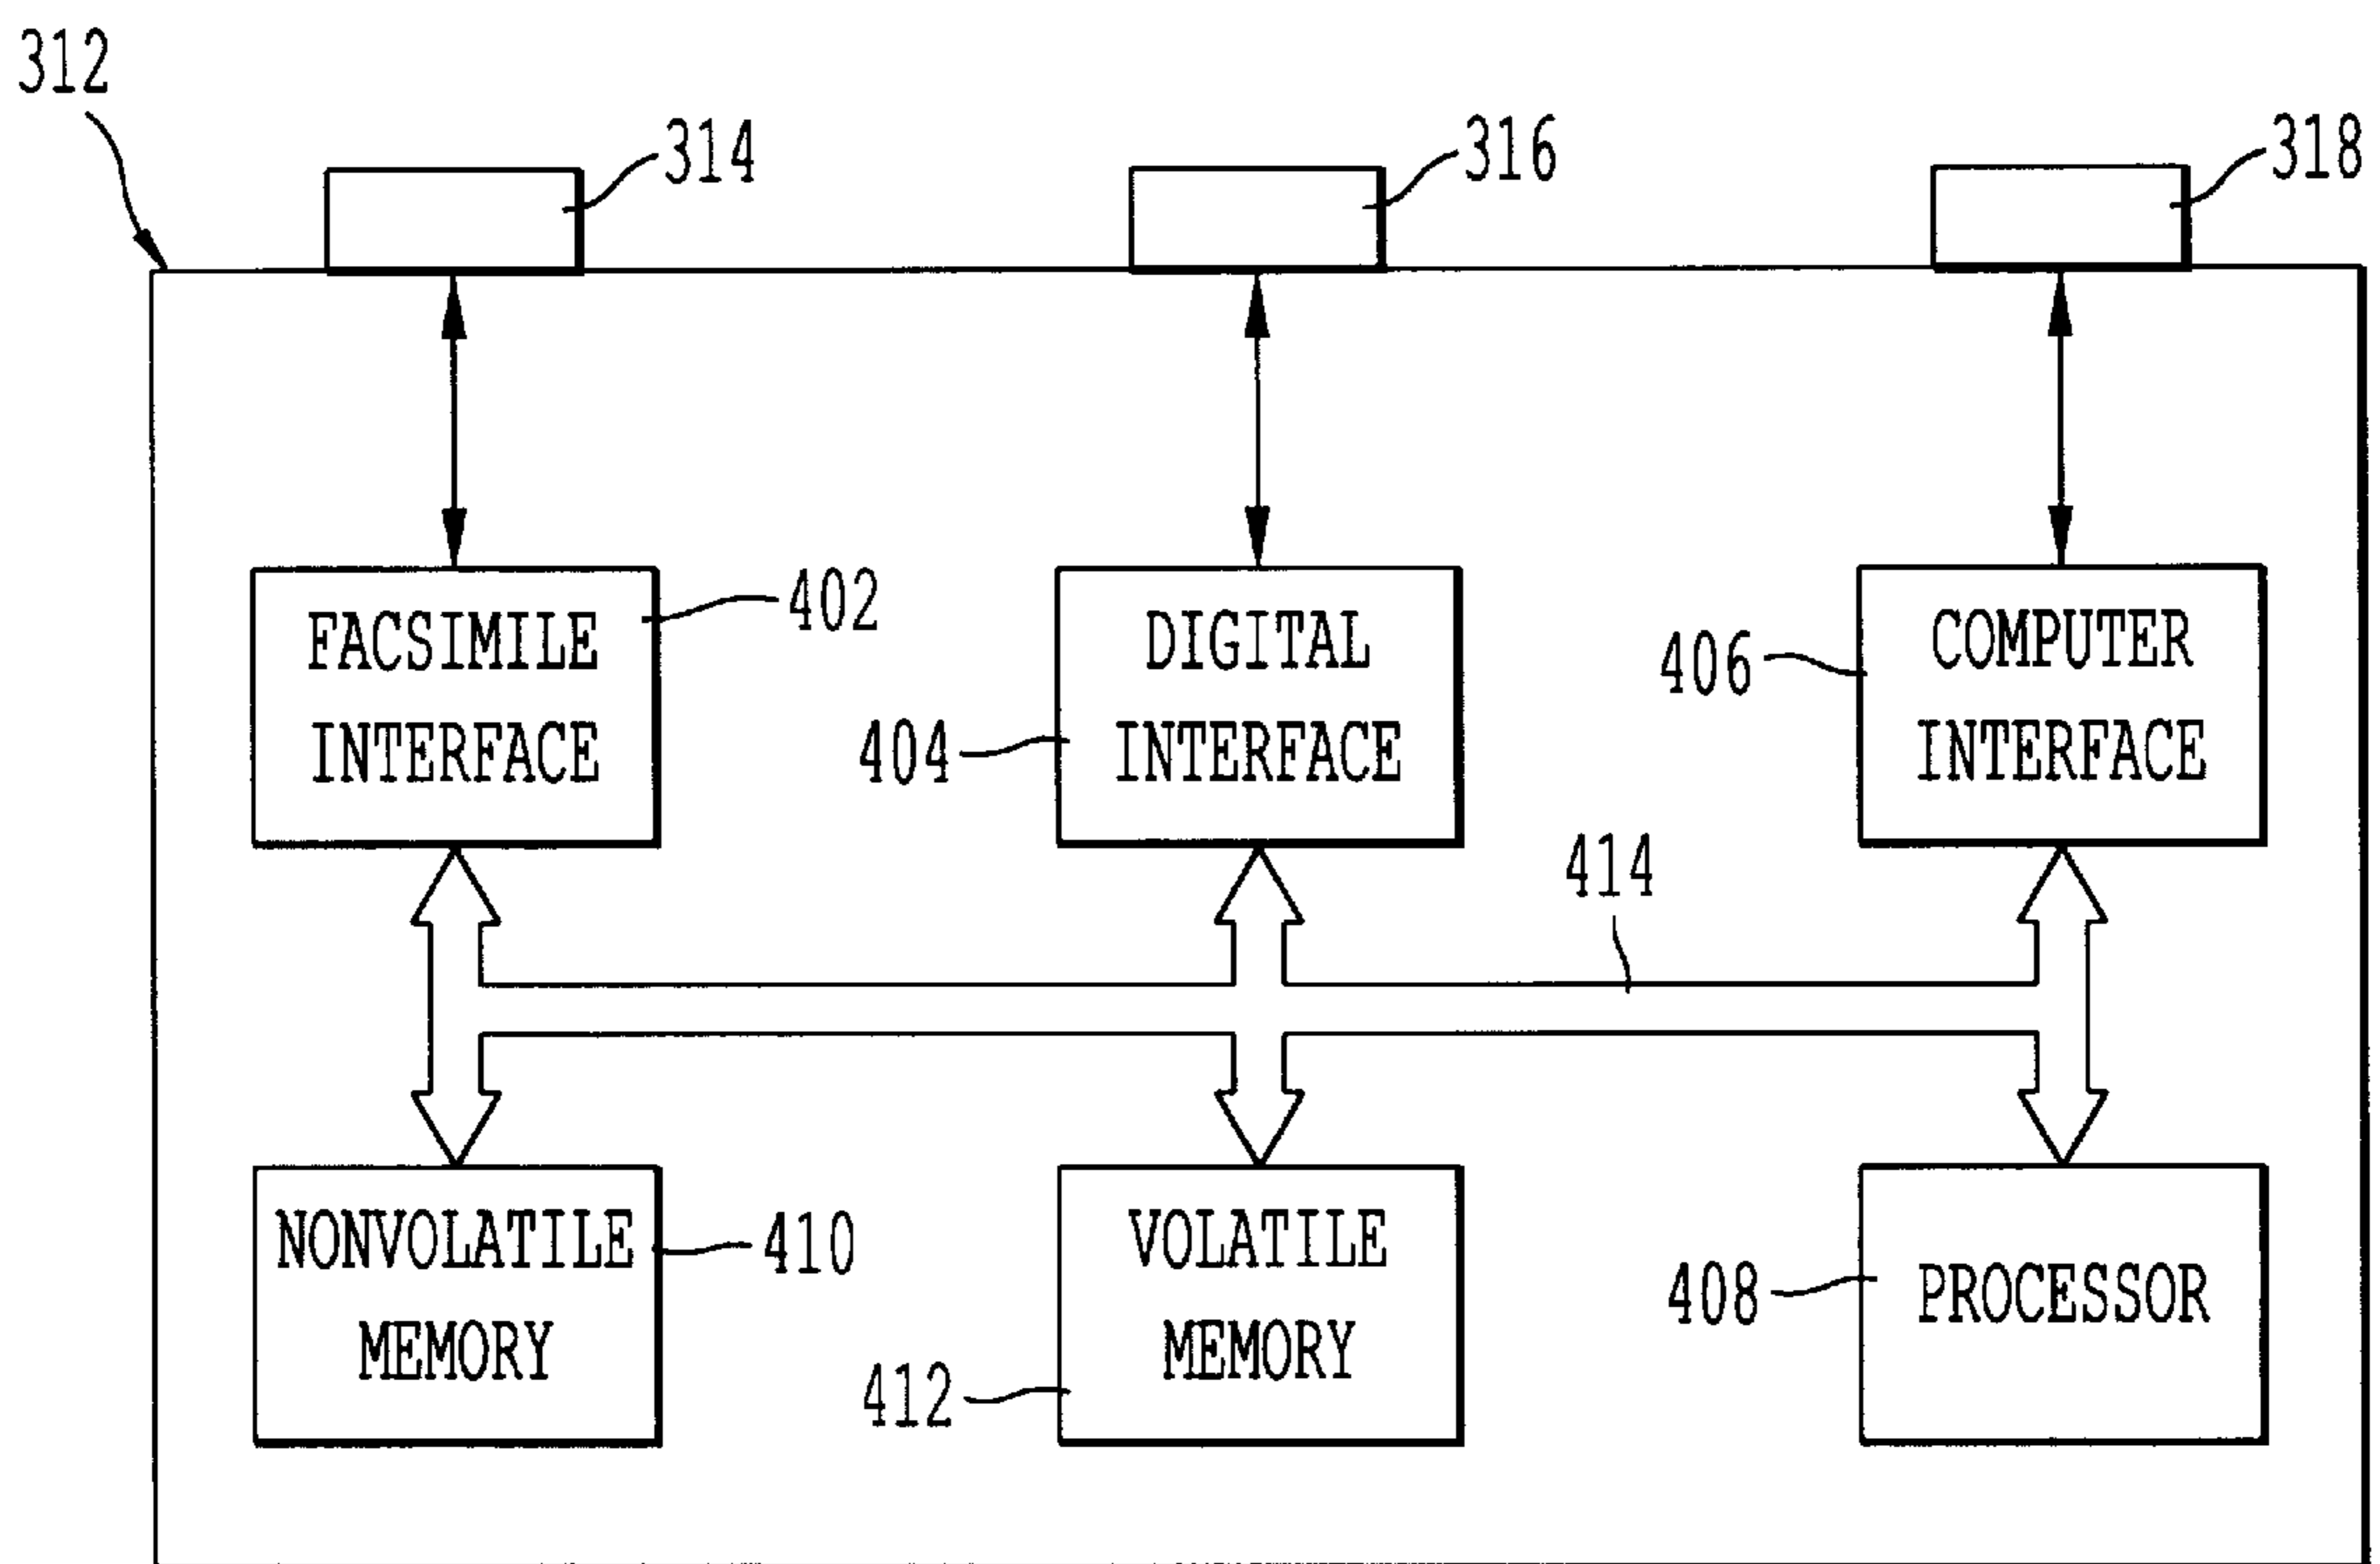 312
314
316
318
FACSIMILE
INTERFACE
402
DIGITAL
INTERFACE
404
COMPUTER
INTERFACE
406
414
NONVOLATILE
MEMORY
410
VOLATILE
MEMORY
412
PROCESSOR
408